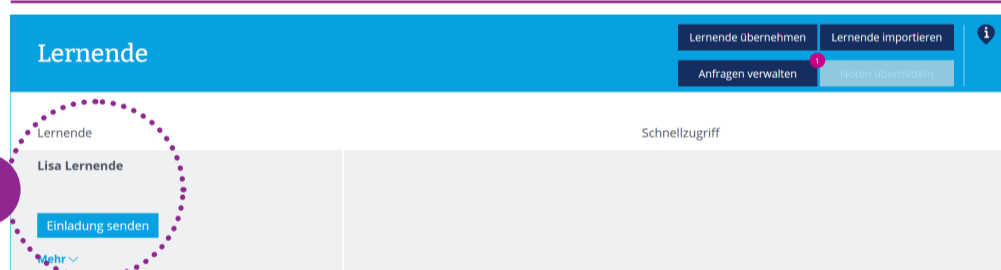 Lernende
Lernende übernehmen
Lernende importieren
Anfragen verwalten
1
Noten übermitteln
Lernende
Schnellzugriff
Lisa Lernende
Einladung senden
Mehr